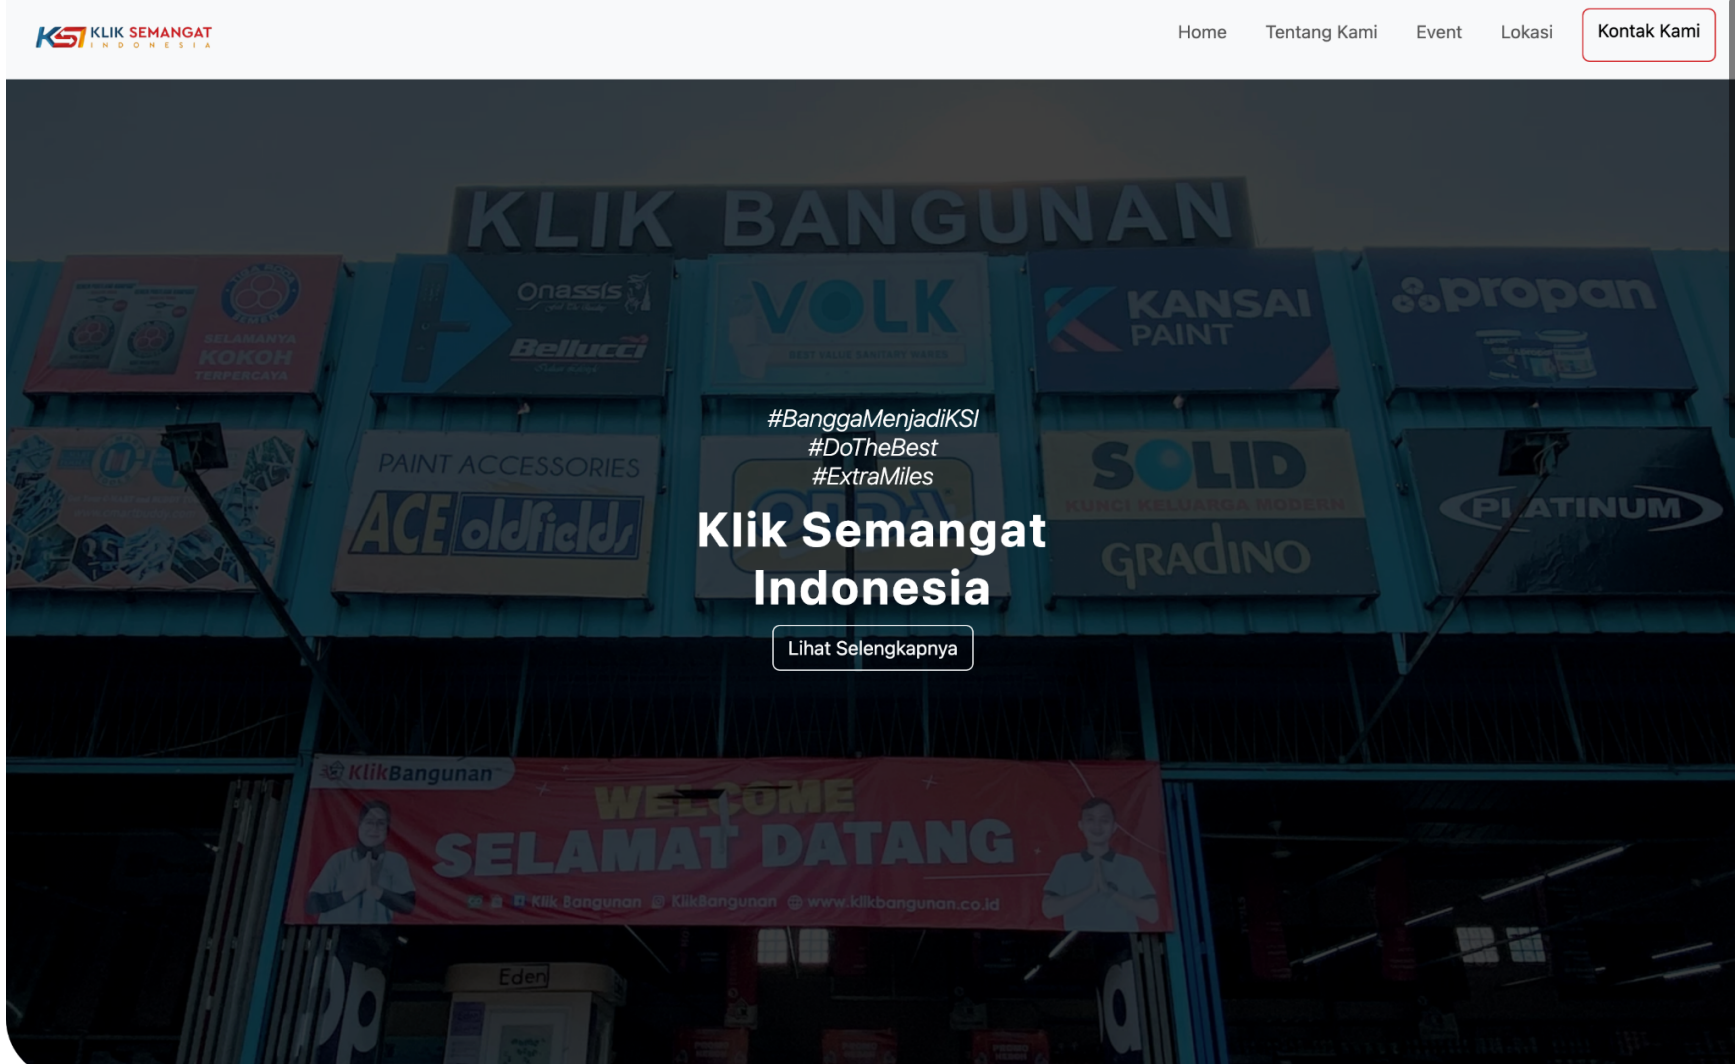 KSI KLIK SEMANGAT
INDONESIA
Home Tentang Kami Event Lokasi Kontak Kami
KLIK BANGUNAN
SEMEN
SELAMANYA
KOKOH
TERPERCAYA
Onassis
Bellucci
VOLK
BEST VALUE SANITARY WARES
KANSAI
PAINT
propan
#BanggaMenjadiKSI
#DoTheBest
#ExtraMiles
PAINT ACCESSORIES
ACE oldfields
SOLID
KUNCI KELUARGA MODERN
GRADINO
PLATINUM
Klik Semangat
Indonesia
Lihat Selengkapnya
KlikBangunan
WELCOME
SELAMAT DATANG
Klik Bangunan KlikBangunan www.klikbangunan.co.id
Eden